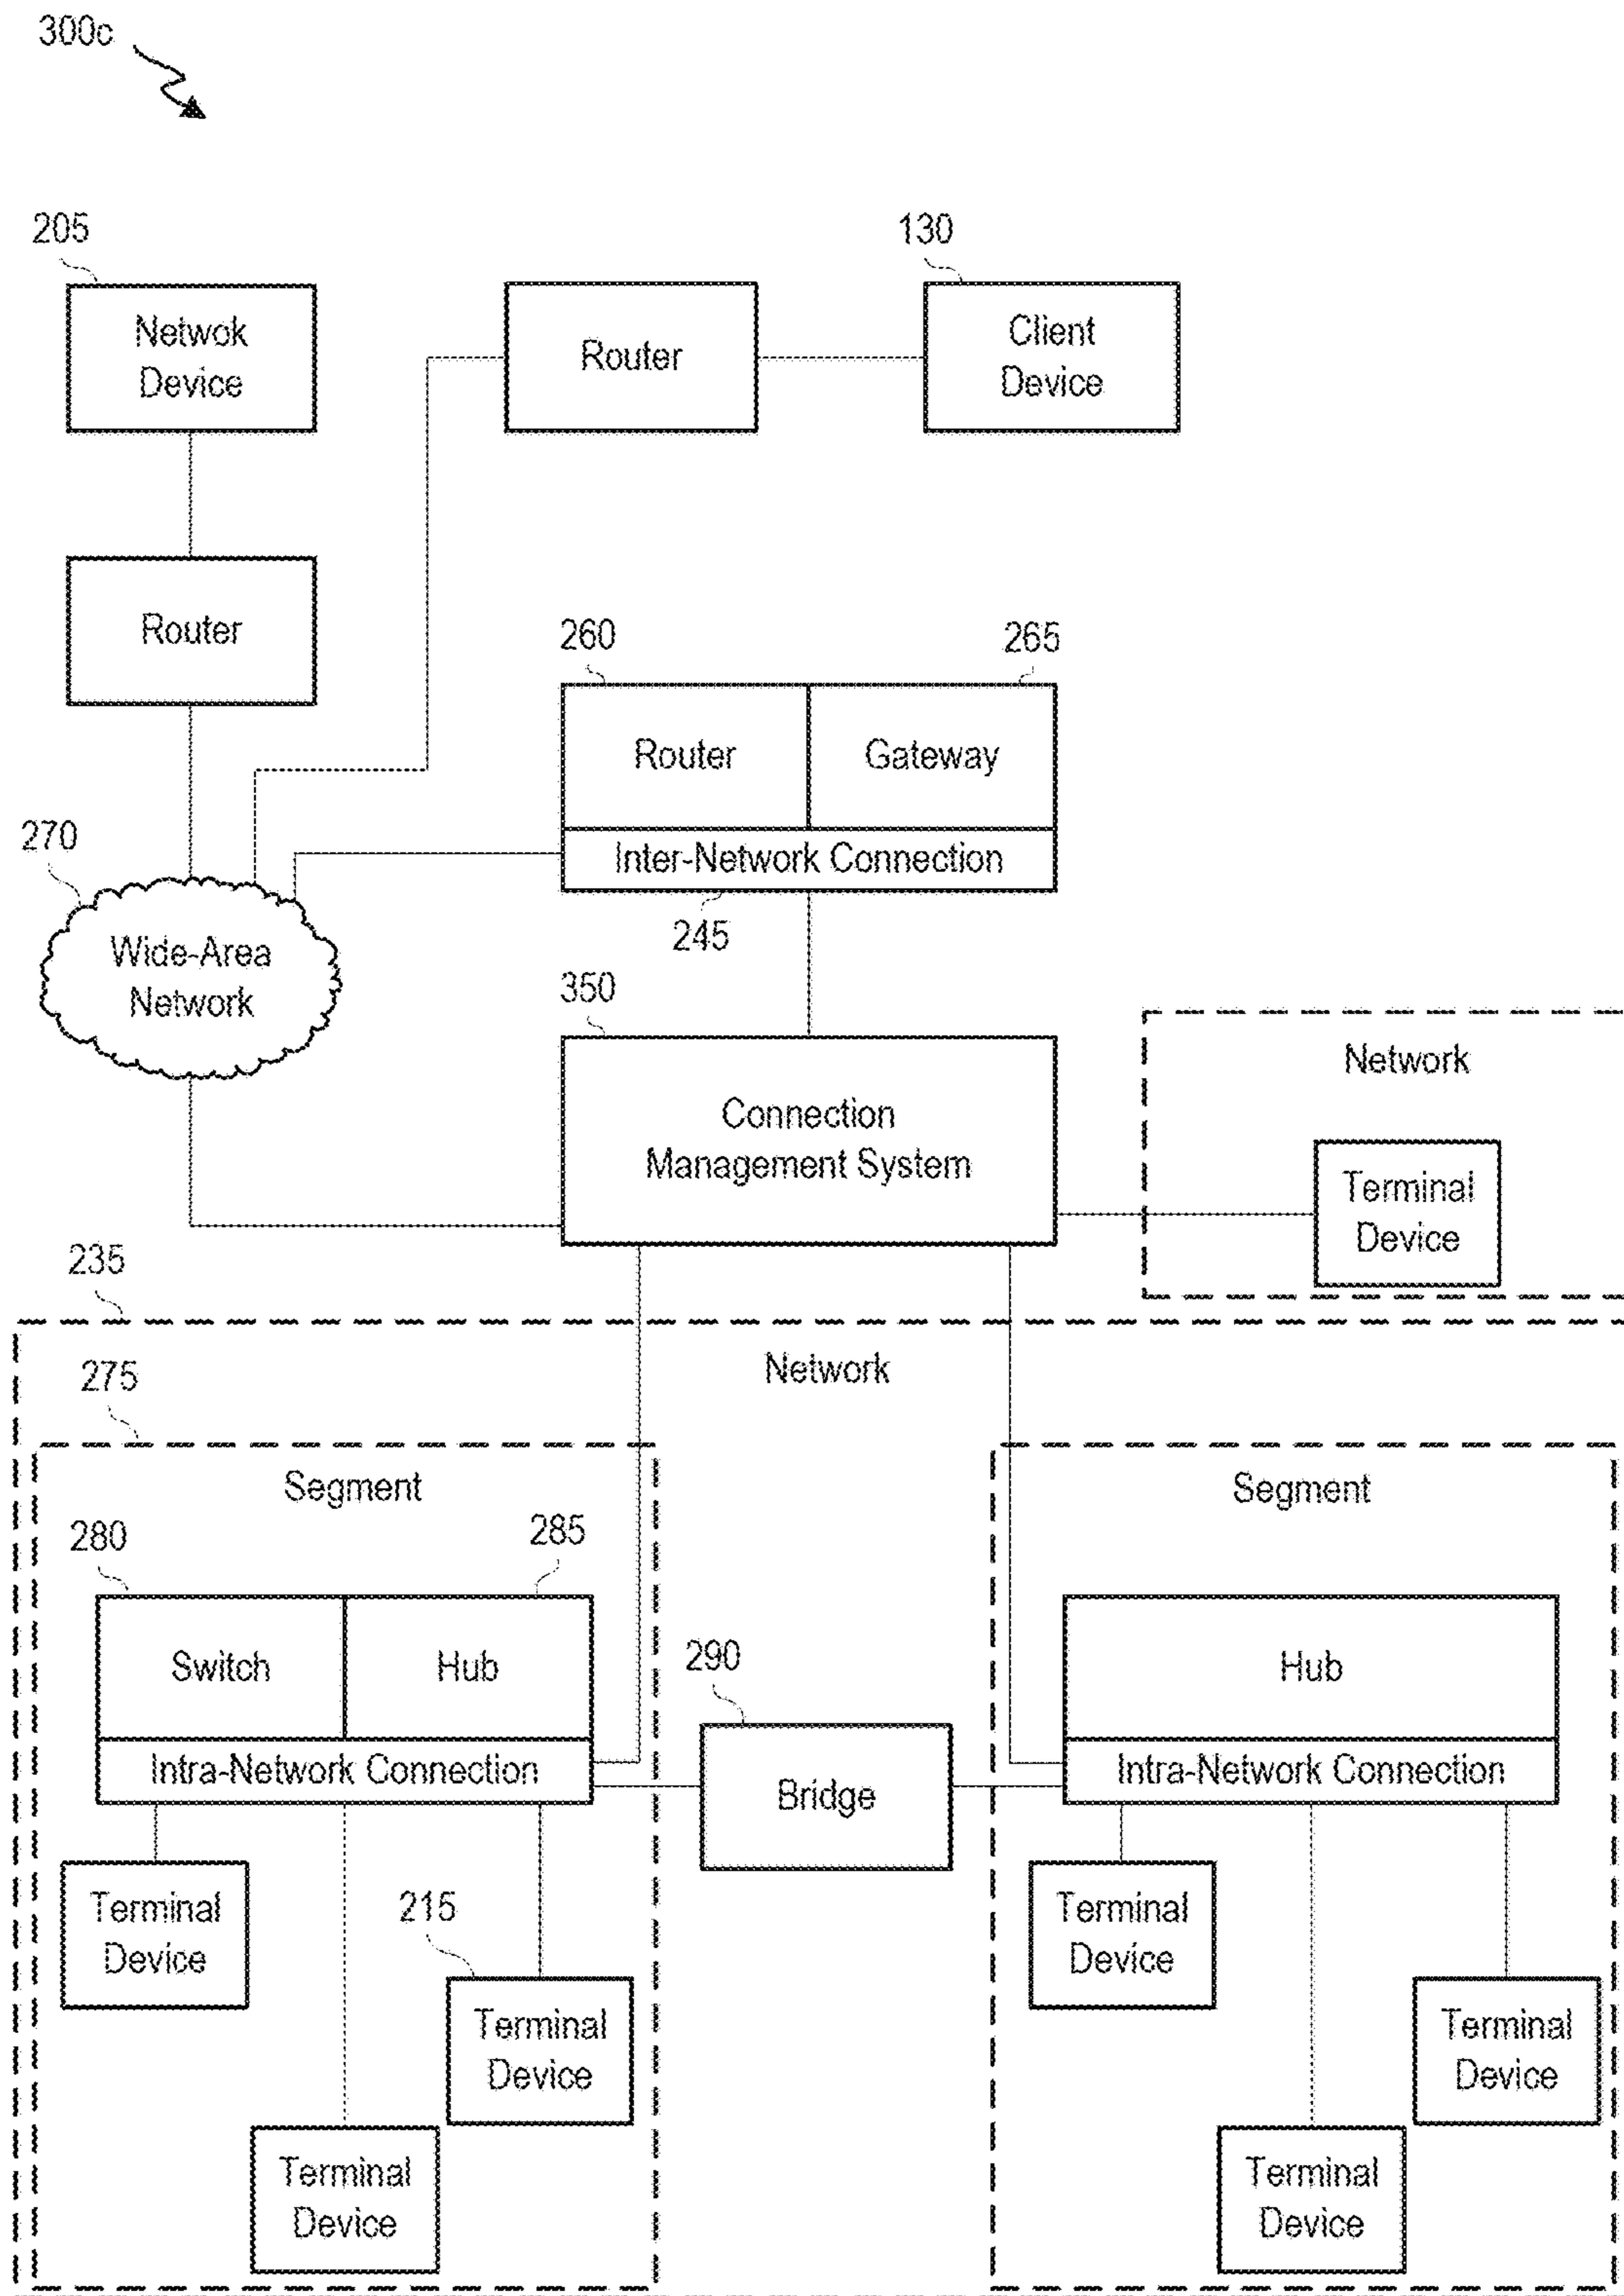 300c
205
130
Netwok
Device
Router
Client
Device
Router
260
265
Router
Gateway
270
Inter-Network Connection
245
Wide-Area
Network
350
Connection
Management System
Network
Terminal
Device
235
Network
275
Segment
Segment
280
285
Switch
Hub
290
Hub
Intra-Network Connection
Bridge
Intra-Network Connection
Terminal
Device
215
Terminal
Device
Terminal
Device
Terminal
Device
Terminal
Device
Terminal
Device